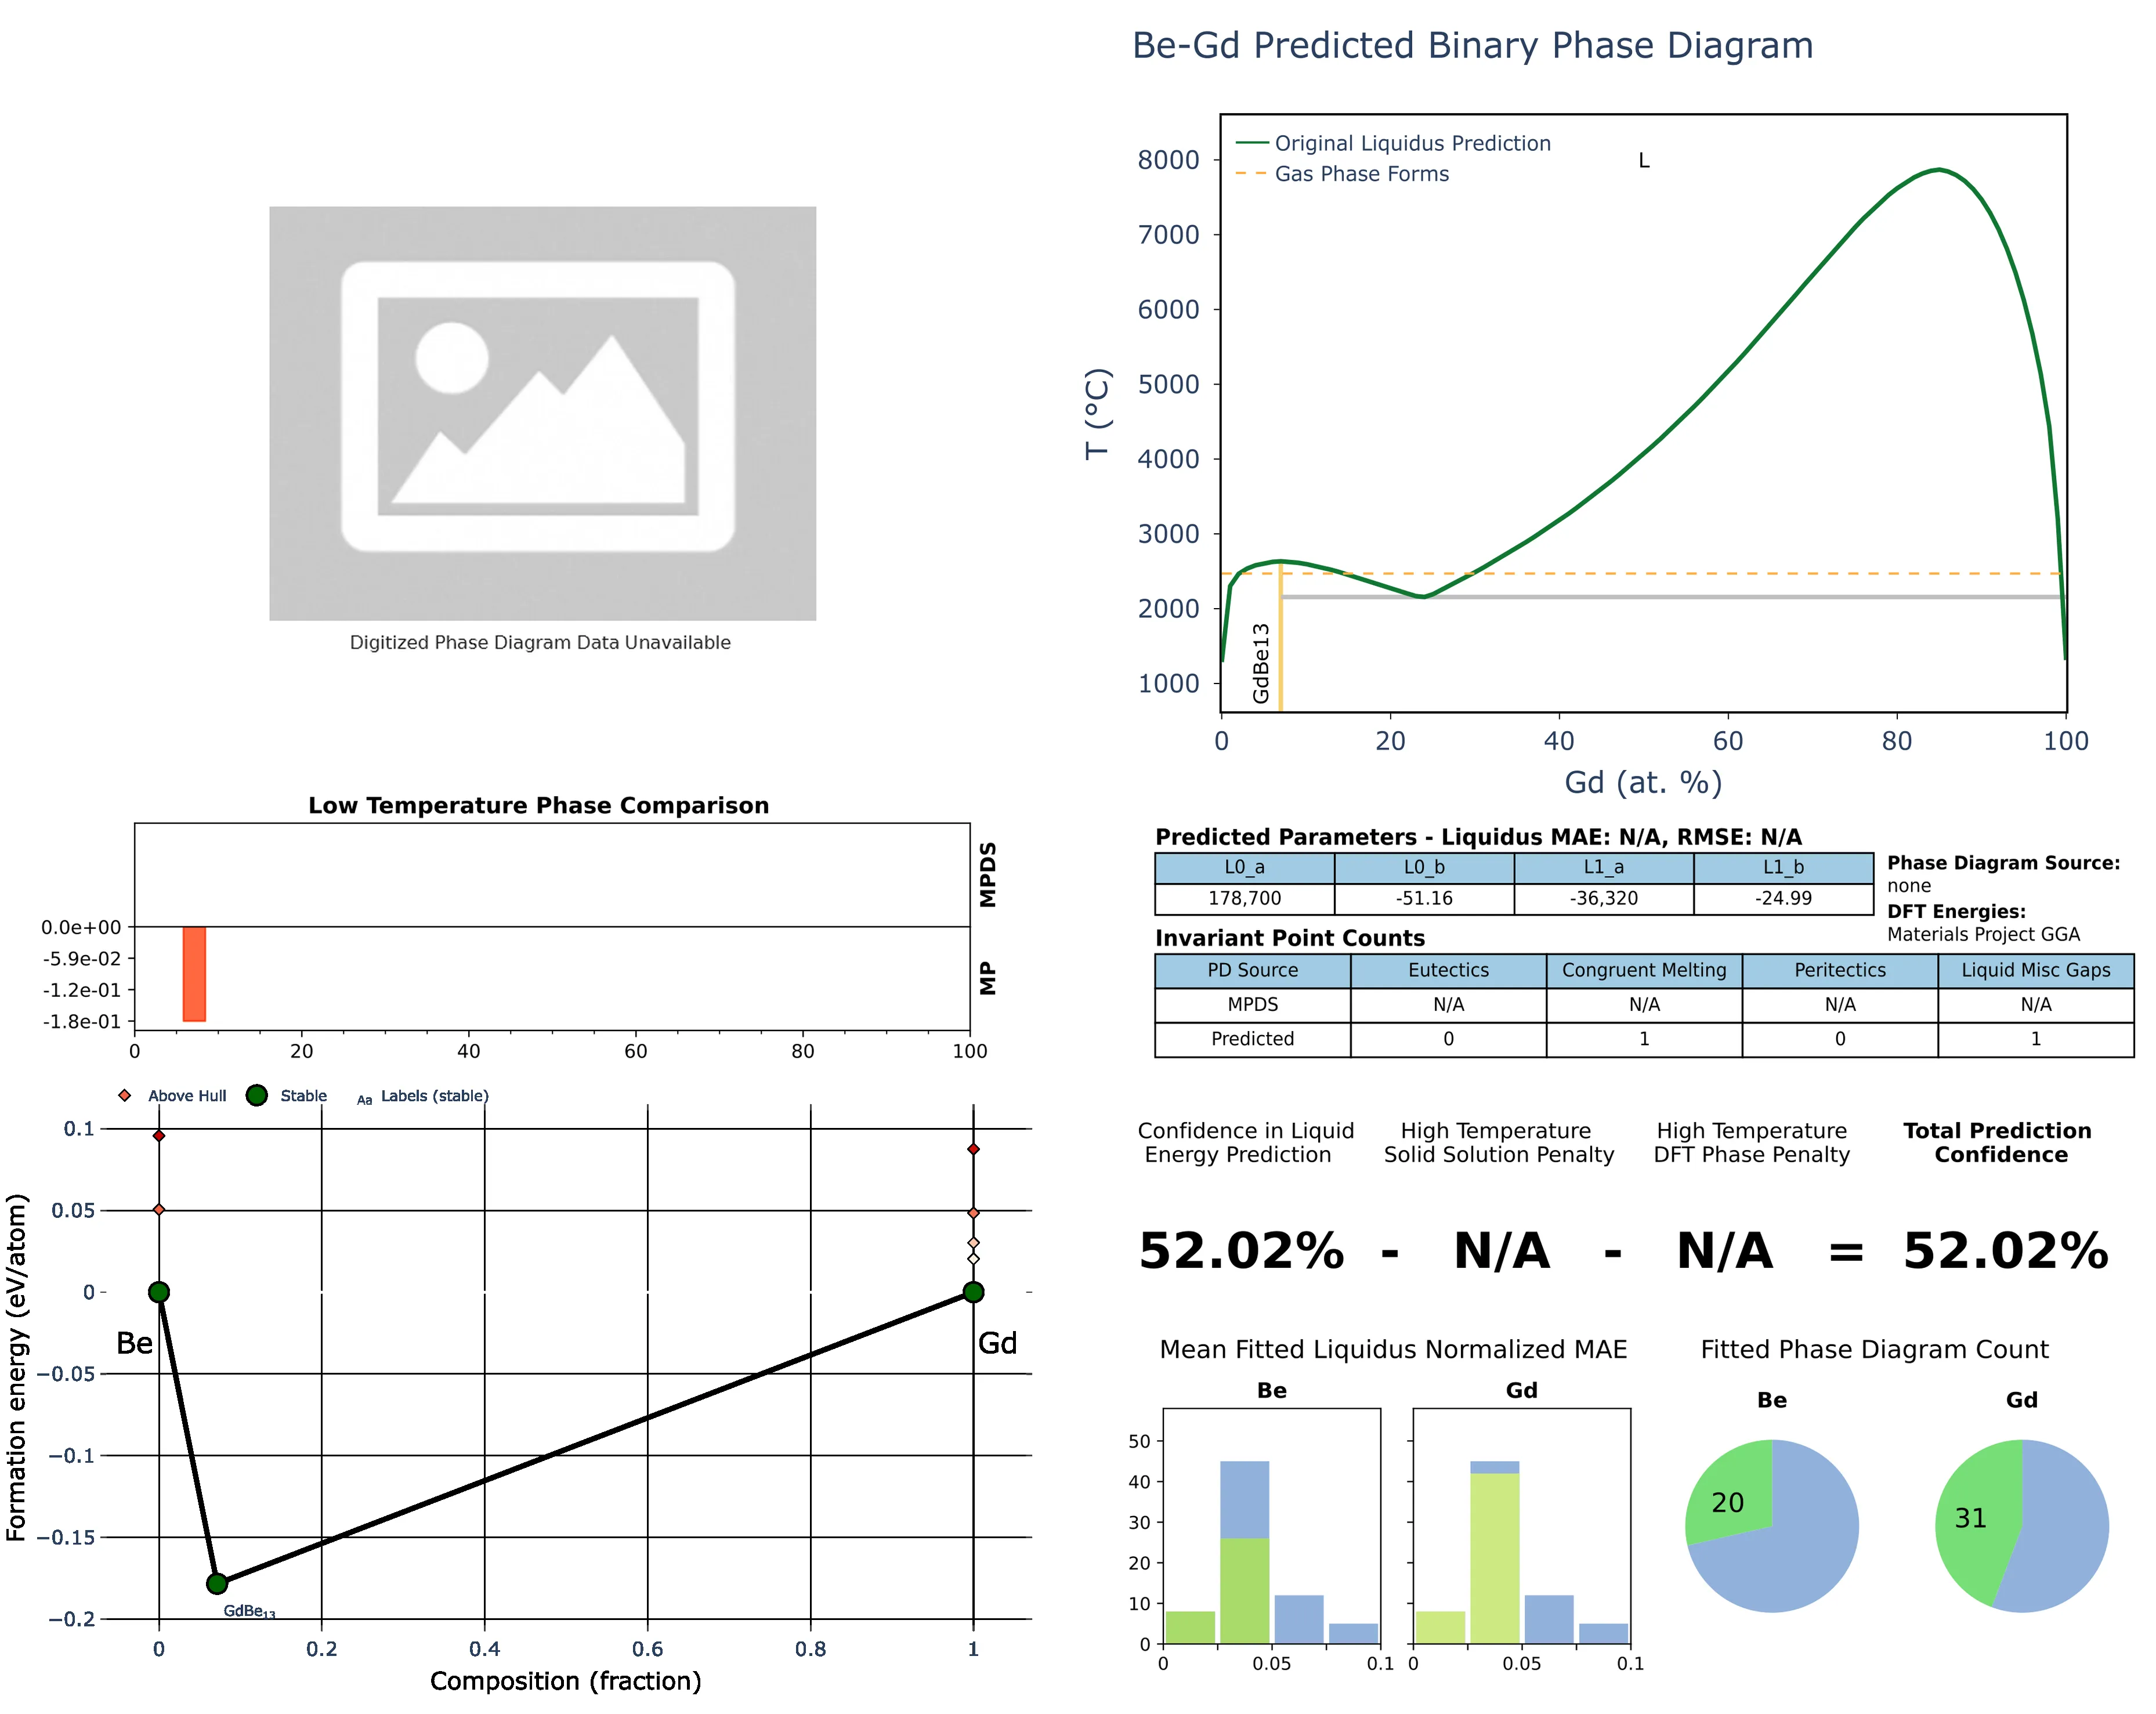 Be-Gd Predicted Binary Phase Diagram
Original Liquidus Prediction
Gas Phase Forms
L
8000
7000
6000
5000
4000
3000
2000
1000
T (°C)
GdBe13
0 20 40 60 80 100
Gd (at. %)
Digitized Phase Diagram Data Unavailable
Low Temperature Phase Comparison
MPDS
MP
0.0e+00
-5.9e-02
-1.2e-01
-1.8e-01
0 20 40 60 80 100
Predicted Parameters - Liquidus MAE: N/A, RMSE: N/A
L0_a L0_b L1_a L1_b
178,700 -51.16 -36,320 -24.99
Phase Diagram Source:
none
DFT Energies:
Materials Project GGA
Invariant Point Counts
PD Source Eutectics Congruent Melting Peritectics Liquid Misc Gaps
MPDS N/A N/A N/A N/A
Predicted 0 1 0 1
Above Hull Stable Aa Labels (stable)
0.1
0.05
0
−0.05
−0.1
−0.15
−0.2
Formation energy (eV/atom)
Be
Gd
GdBe₁₃
0 0.2 0.4 0.6 0.8 1
Composition (fraction)
Confidence in Liquid
Energy Prediction
High Temperature
Solid Solution Penalty
High Temperature
DFT Phase Penalty
Total Prediction
Confidence
52.02% - N/A - N/A = 52.02%
Mean Fitted Liquidus Normalized MAE
Be
Gd
50
40
30
20
10
0
0 0.05 0.1
0 0.05 0.1
Fitted Phase Diagram Count
Be
Gd
20
31